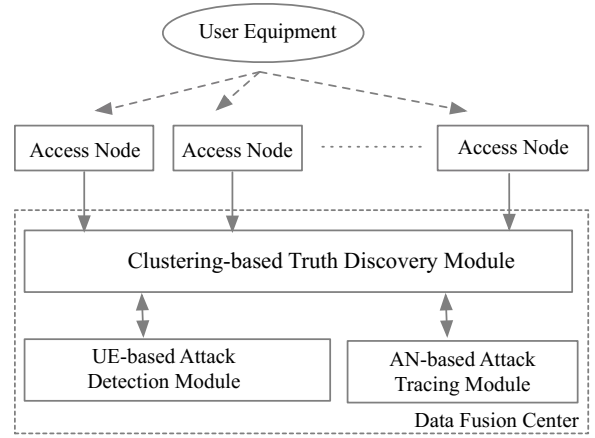 User Equipment
Access Node
Access Node
Access Node
Clustering-based Truth Discovery Module
UE-based Attack
Detection Module
AN-based Attack
Tracing Module
Data Fusion Center